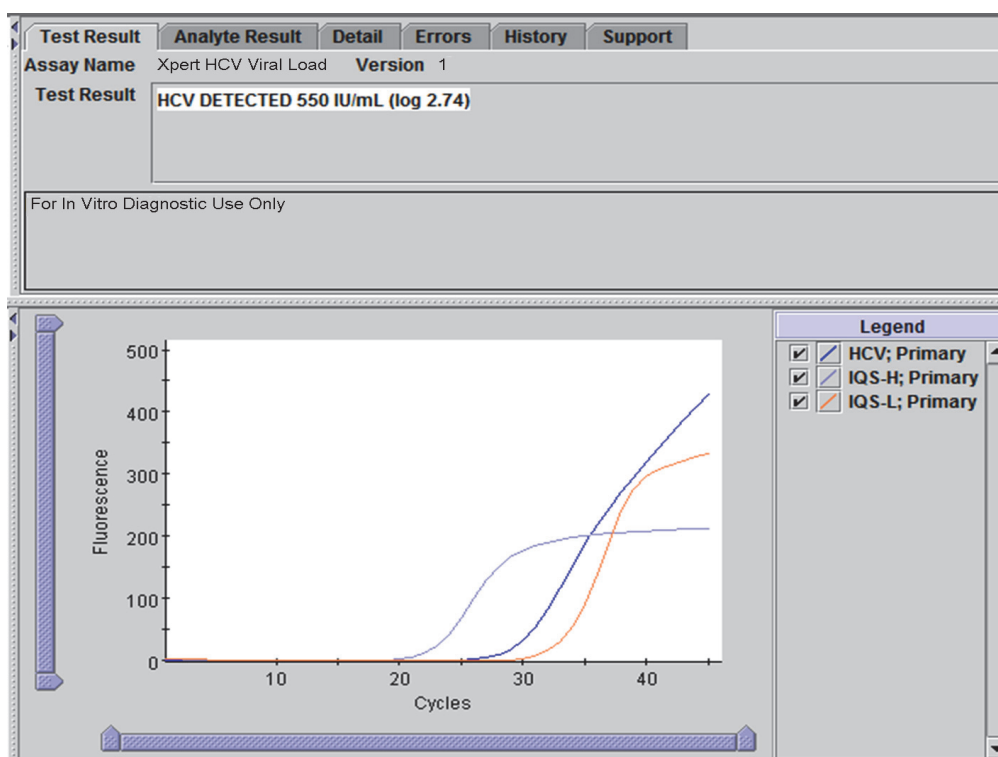 Test Result Analyte Result Detail Errors History Support
Assay Name Xpert HCV Viral Load Version 1
Test Result HCV DETECTED 550 IU/mL (log 2.74)
For In Vitro Diagnostic Use Only
Legend
HCV; Primary
IQS-H; Primary
IQS-L; Primary
500
400
300
200
100
0
Fluorescence
10 20 30 40
Cycles